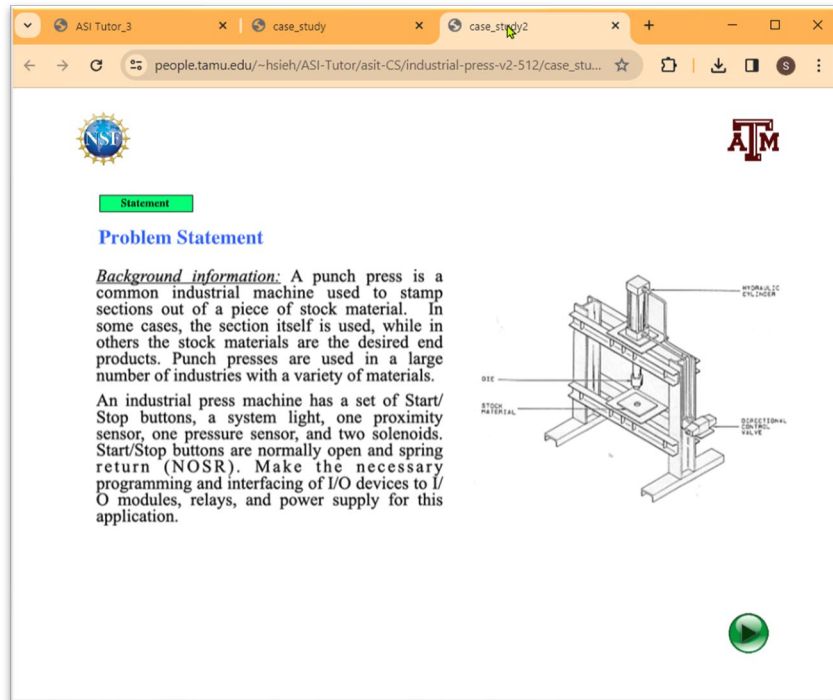 ASI Tutor_3
case_study
case_study2
people.tamu.edu/~hsieh/ASI-Tutor/asit-CS/industrial-press-v2-512/case_stu...
S
NSF
ATM
Statement
Problem Statement
Background information: A punch press is a
common industrial machine used to stamp
sections out of a piece of stock material. In
some cases, the section itself is used, while in
others the stock materials are the desired end
products. Punch presses are used in a large
number of industries with a variety of materials.
An industrial press machine has a set of Start/
Stop buttons, a system light, one proximity
sensor, one pressure sensor, and two solenoids.
Start/Stop buttons are normally open and spring
return (NOSR). Make the necessary
programming and interfacing of I/O devices to I/
O modules, relays, and power supply for this
application.
HYDRAULIC
CYLINDER
DIE
STOCK
MATERIAL
DIRECTIONAL
CONTROL
VALVE